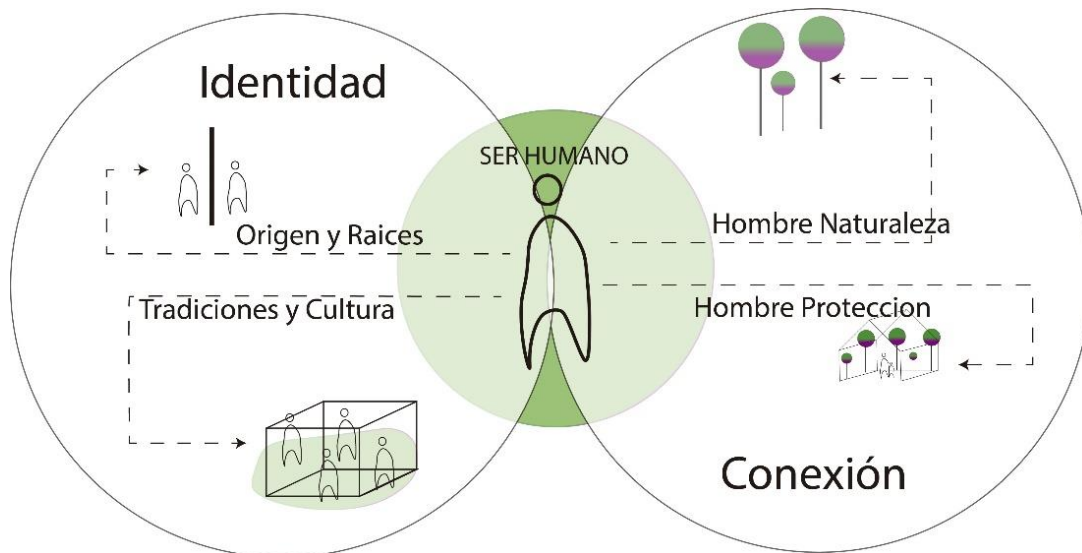 Identidad
SER HUMANO
Origen y Raices
Tradiciones y Cultura
Hombre Naturaleza
Hombre Proteccion
Conexión